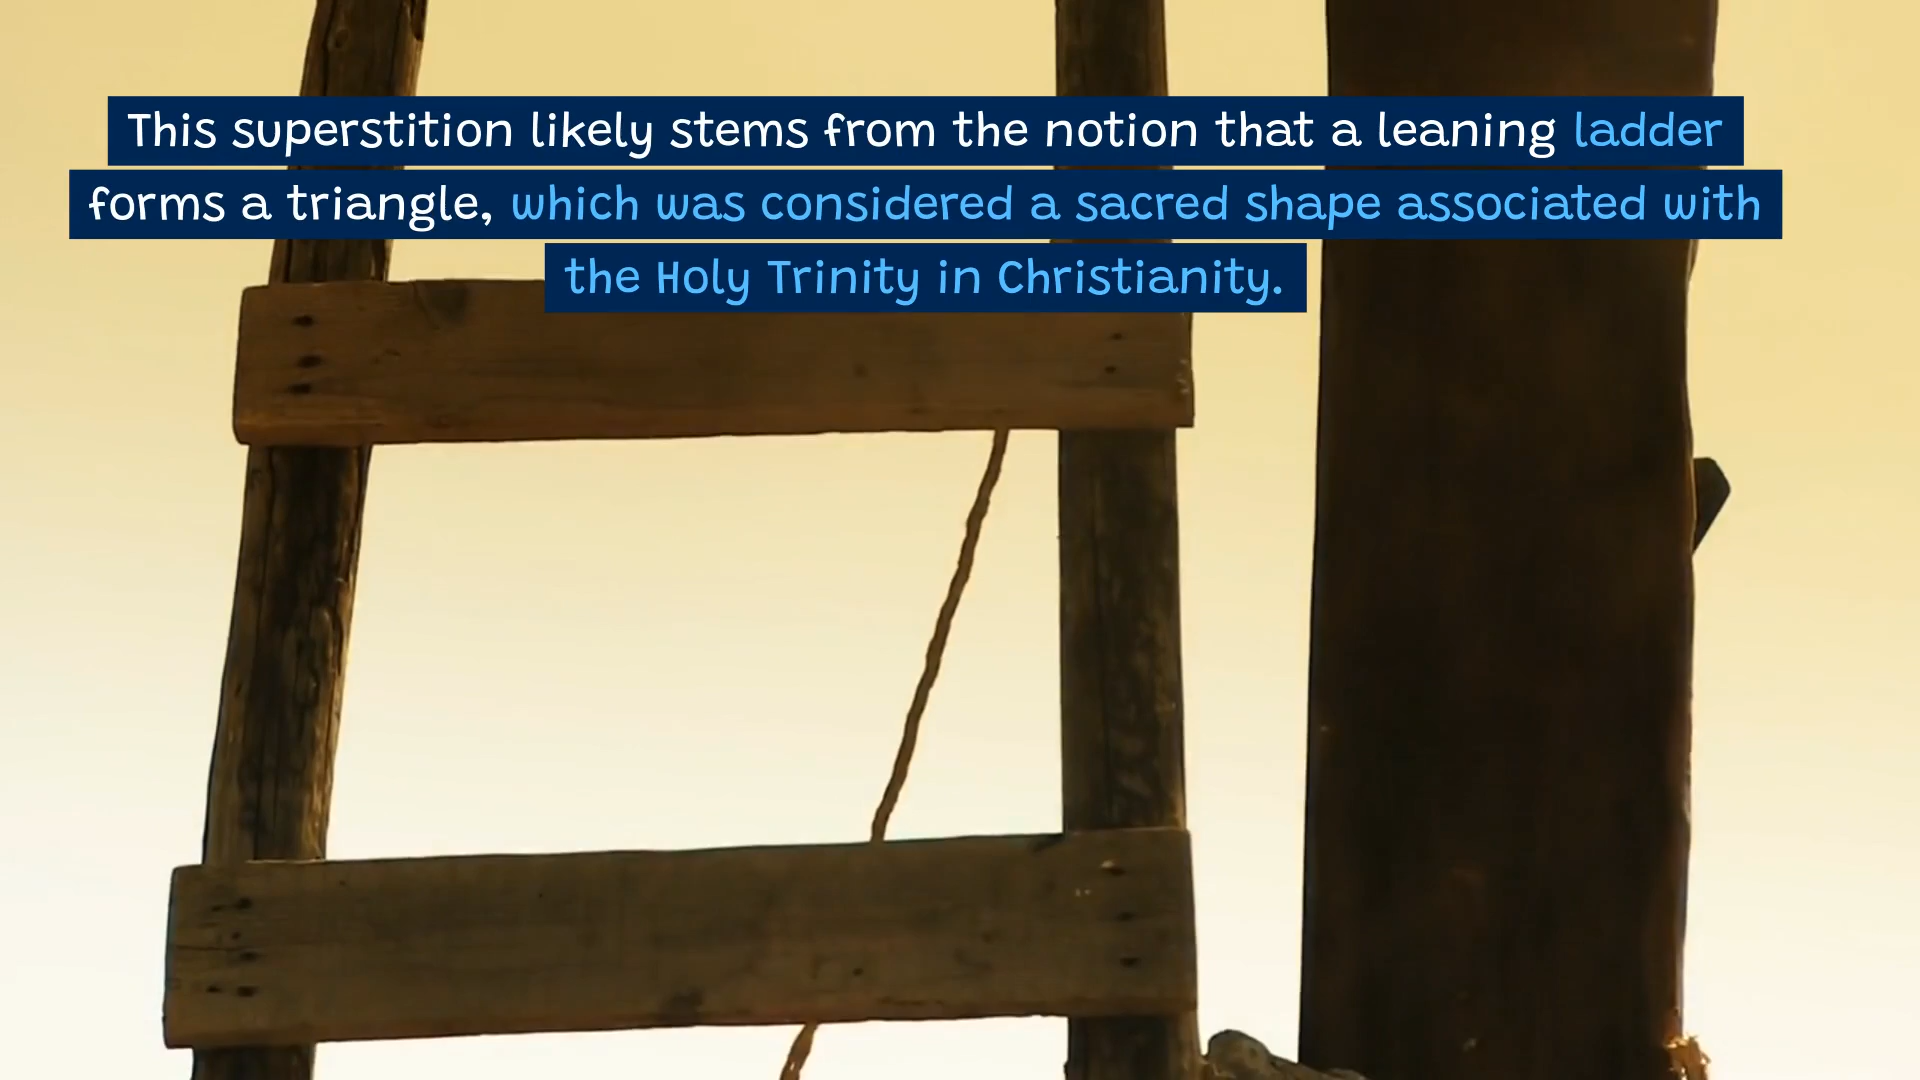 This superstition likely stems from the notion that a leaning ladder
forms a triangle, which was considered a sacred shape associated with
the Holy Trinity in Christianity.